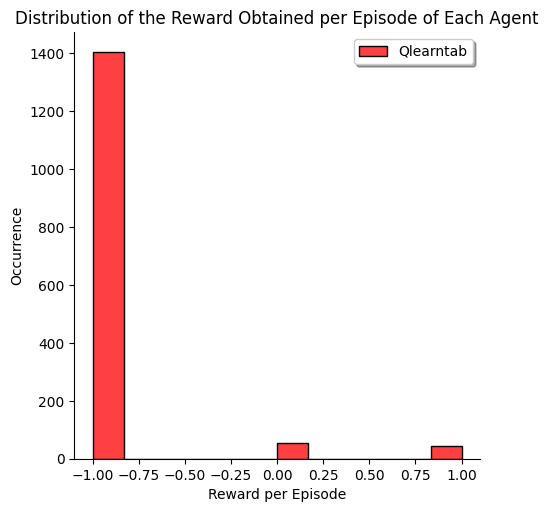 Distribution of the Reward Obtained per Episode of Each Agent
Qlearntab
1400
1200
1000
800
600
400
200
0
Occurrence
−1.00 −0.75 −0.50 −0.25 0.00 0.25 0.50 0.75 1.00
Reward per Episode